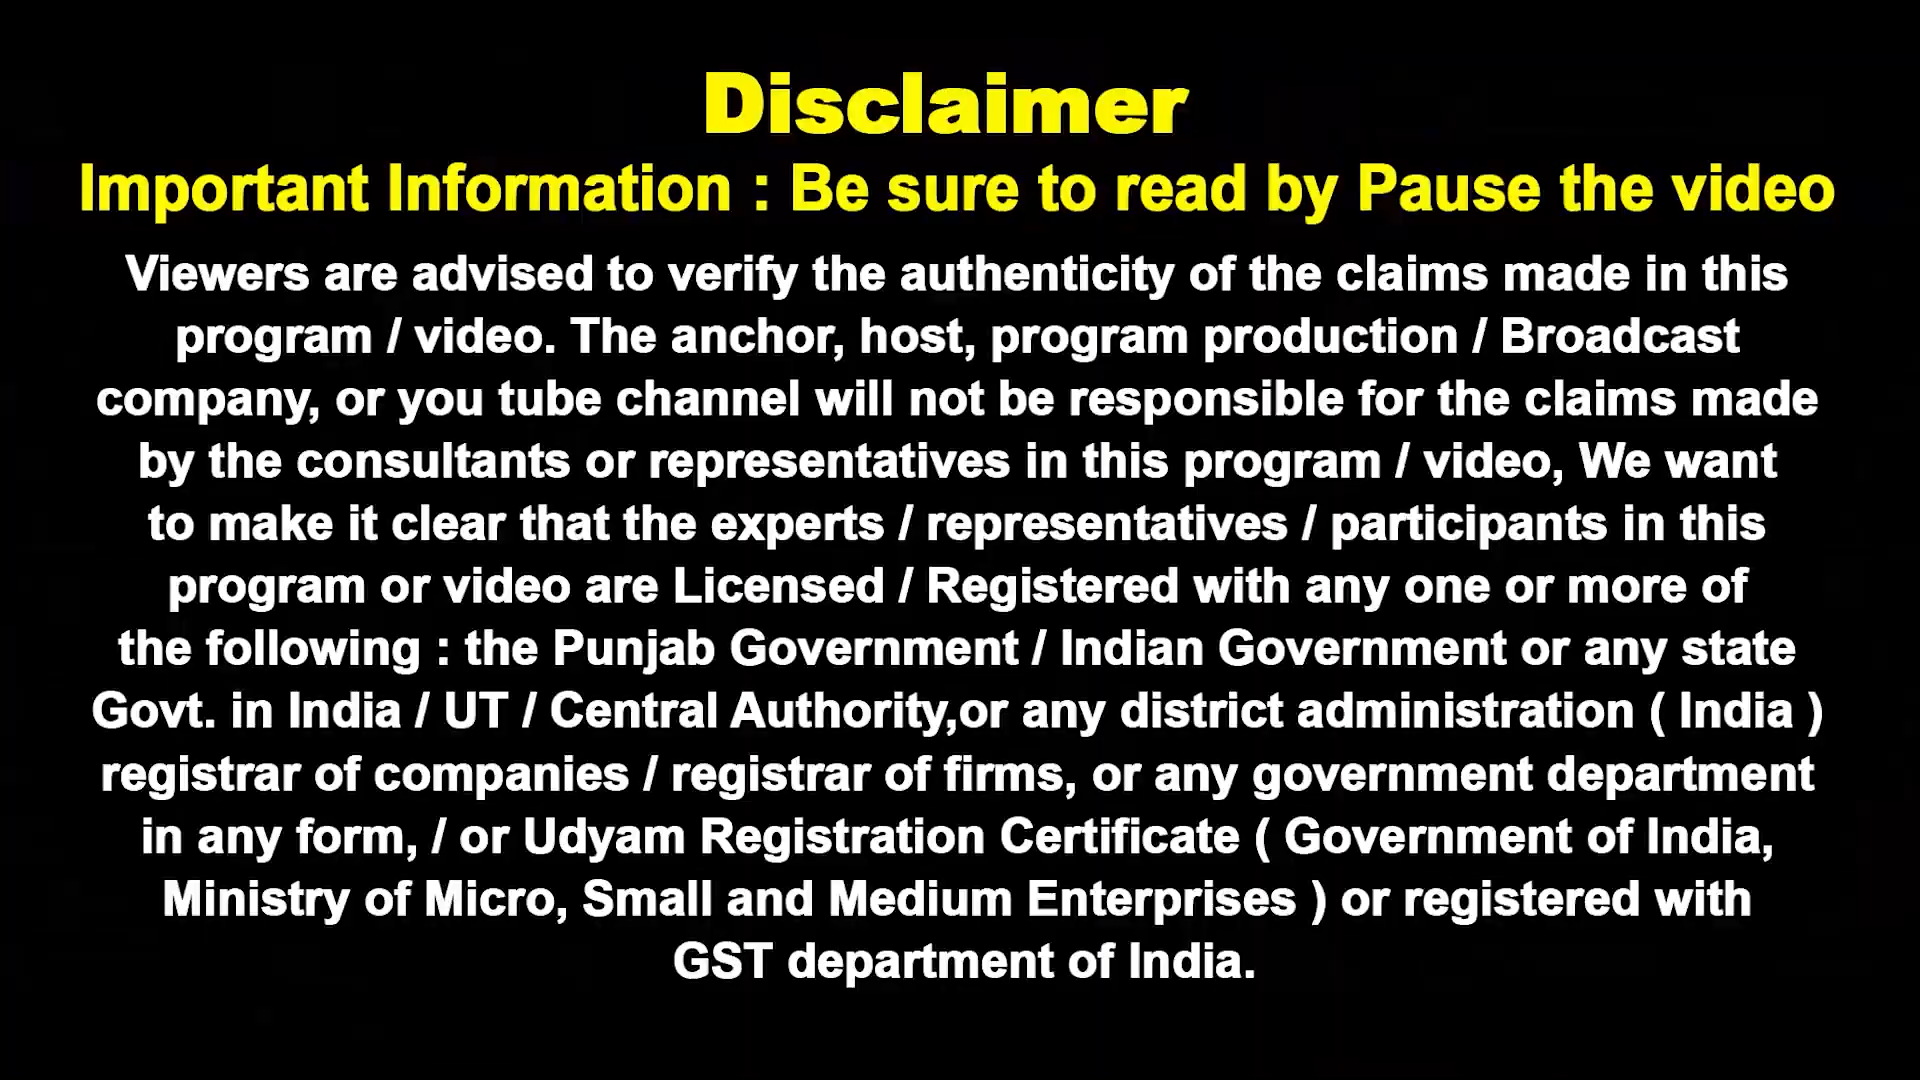 Disclaimer
Important Information : Be sure to read by Pause the video
Viewers are advised to verify the authenticity of the claims made in this
program / video. The anchor, host, program production / Broadcast
company, or you tube channel will not be responsible for the claims made
by the consultants or representatives in this program / video, We want
to make it clear that the experts / representatives / participants in this
program or video are Licensed / Registered with any one or more of
the following : the Punjab Government / Indian Government or any state
Govt. in India / UT / Central Authority,or any district administration ( India )
registrar of companies / registrar of firms, or any government department
in any form, / or Udyam Registration Certificate ( Government of India,
Ministry of Micro, Small and Medium Enterprises ) or registered with
GST department of India.